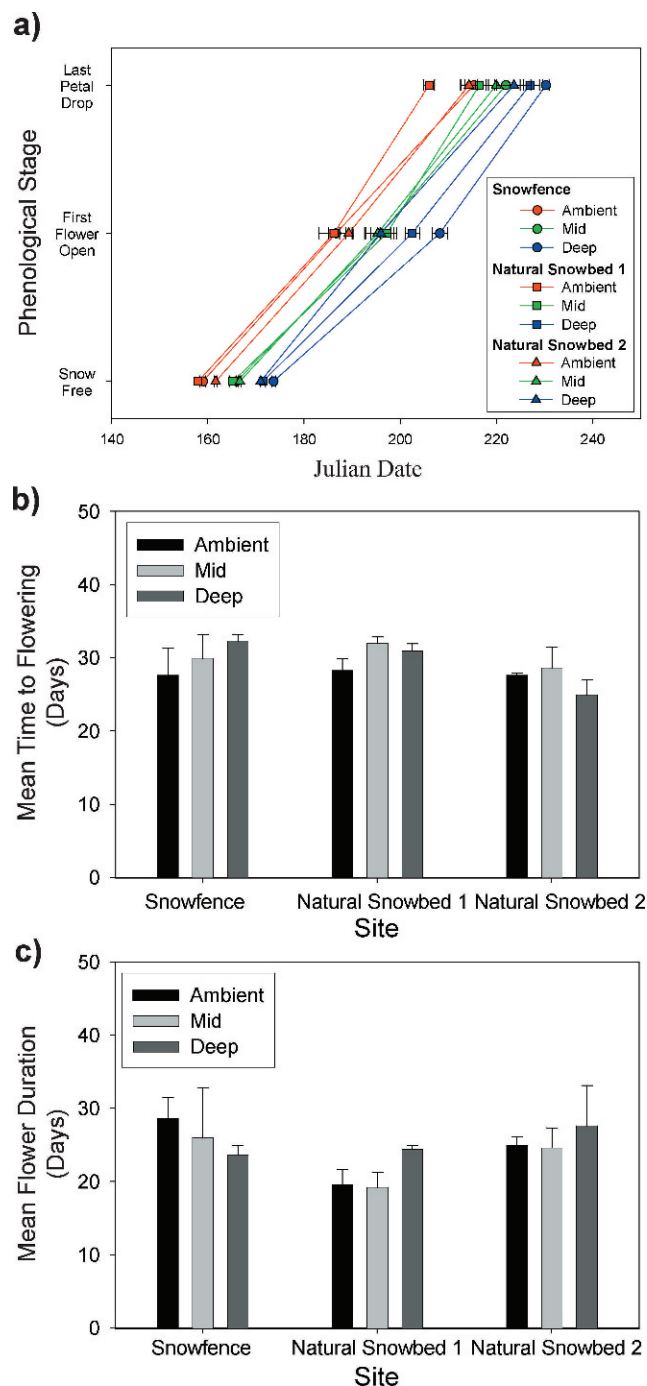 a)
Last
Petal
Drop
First
Flower
Open
Snow
Free
Phenological Stage
Snowfence
Ambient
Mid
Deep
Natural Snowbed 1
Ambient
Mid
Deep
Natural Snowbed 2
Ambient
Mid
Deep
140 160 180 200 220 240
Julian Date
b)
50
40
30
20
10
0
Mean Time to Flowering
(Days)
Ambient
Mid
Deep
Snowfence Natural Snowbed 1 Natural Snowbed 2
Site
c)
50
40
30
20
10
0
Mean Flower Duration
(Days)
Ambient
Mid
Deep
Snowfence Natural Snowbed 1 Natural Snowbed 2
Site